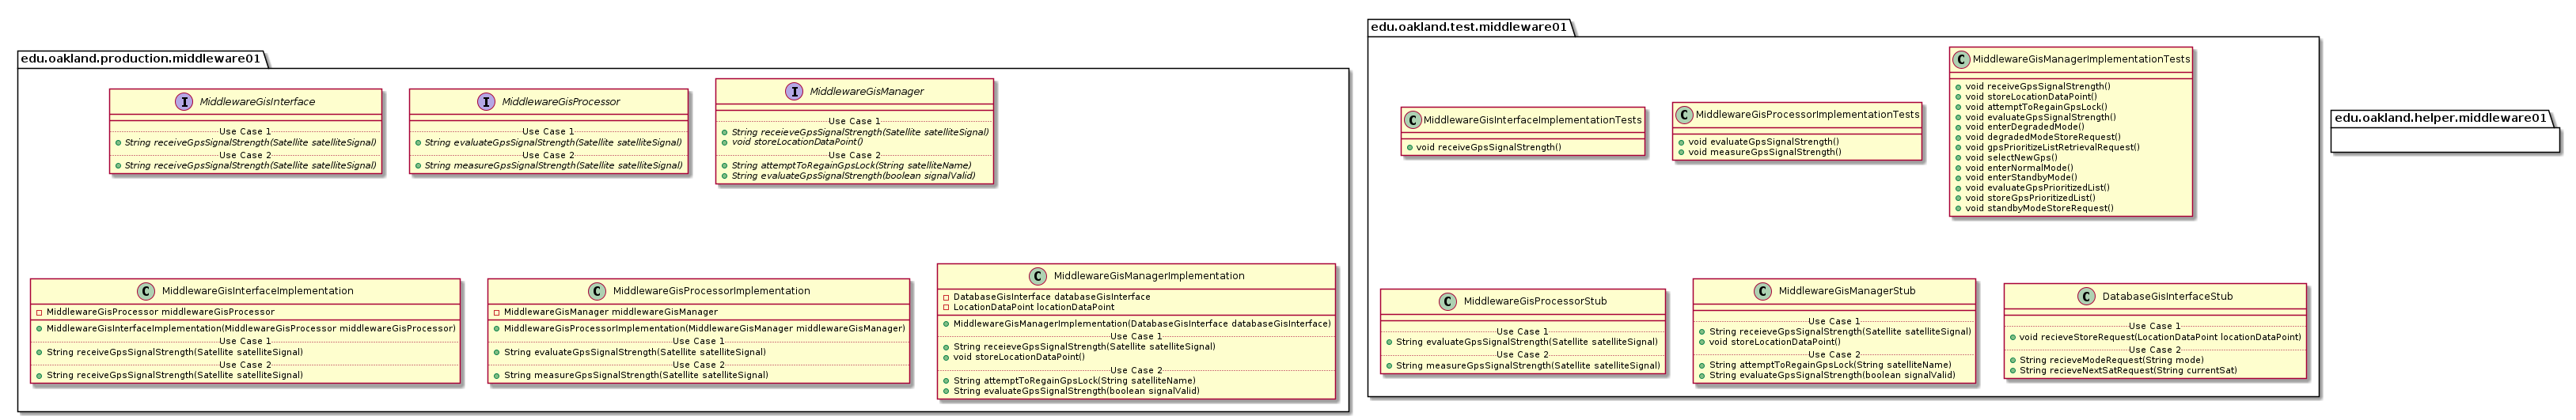 edu.oakland.production.middleware01
I MiddlewareGisInterface
Use Case 1
String receiveGpsSignalStrength(Satellite satelliteSignal)
Use Case 2
String receiveGpsSignalStrength(Satellite satelliteSignal)
I MiddlewareGisProcessor
Use Case 1
String evaluateGpsSignalStrength(Satellite satelliteSignal)
Use Case 2
String measureGpsSignalStrength(Satellite satelliteSignal)
I MiddlewareGisManager
Use Case 1
String receieveGpsSignalStrength(Satellite satelliteSignal)
void storeLocationDataPoint()
Use Case 2
String attemptToRegainGpsLock(String satelliteName)
String evaluateGpsSignalStrength(boolean signalValid)
C MiddlewareGisInterfaceImplementation
MiddlewareGisProcessor middlewareGisProcessor
MiddlewareGisInterfaceImplementation(MiddlewareGisProcessor middlewareGisProcessor)
Use Case 1
String receiveGpsSignalStrength(Satellite satelliteSignal)
Use Case 2
String receiveGpsSignalStrength(Satellite satelliteSignal)
C MiddlewareGisProcessorImplementation
MiddlewareGisManager middlewareGisManager
MiddlewareGisProcessorImplementation(MiddlewareGisManager middlewareGisManager)
Use Case 1
String evaluateGpsSignalStrength(Satellite satelliteSignal)
Use Case 2
String measureGpsSignalStrength(Satellite satelliteSignal)
C MiddlewareGisManagerImplementation
DatabaseGisInterface databaseGisInterface
LocationDataPoint locationDataPoint
MiddlewareGisManagerImplementation(DatabaseGisInterface databaseGisInterface)
Use Case 1
String receieveGpsSignalStrength(Satellite satelliteSignal)
void storeLocationDataPoint()
Use Case 2
String attemptToRegainGpsLock(String satelliteName)
String evaluateGpsSignalStrength(boolean signalValid)
edu.oakland.test.middleware01
C MiddlewareGisInterfaceImplementationTests
void receiveGpsSignalStrength()
C MiddlewareGisProcessorImplementationTests
void evaluateGpsSignalStrength()
void measureGpsSignalStrength()
C MiddlewareGisManagerImplementationTests
void receiveGpsSignalStrength()
void storeLocationDataPoint()
void attemptToRegainGpsLock()
void evaluateGpsSignalStrength()
void enterDegradedMode()
void degradedModeStoreRequest()
void gpsPrioritizeListRetrievalRequest()
void selectNewGps()
void enterNormalMode()
void enterStandbyMode()
void evaluateGpsPrioritizedList()
void storeGpsPrioritizedList()
void standbyModeStoreRequest()
C MiddlewareGisProcessorStub
Use Case 1
String evaluateGpsSignalStrength(Satellite satelliteSignal)
Use Case 2
String measureGpsSignalStrength(Satellite satelliteSignal)
C MiddlewareGisManagerStub
Use Case 1
String receieveGpsSignalStrength(Satellite satelliteSignal)
void storeLocationDataPoint()
Use Case 2
String attemptToRegainGpsLock(String satelliteName)
String evaluateGpsSignalStrength(boolean signalValid)
C DatabaseGisInterfaceStub
Use Case 1
void recieveStoreRequest(LocationDataPoint locationDataPoint)
Use Case 2
String recieveModeRequest(String mode)
String recieveNextSatRequest(String currentSat)
edu.oakland.helper.middleware01